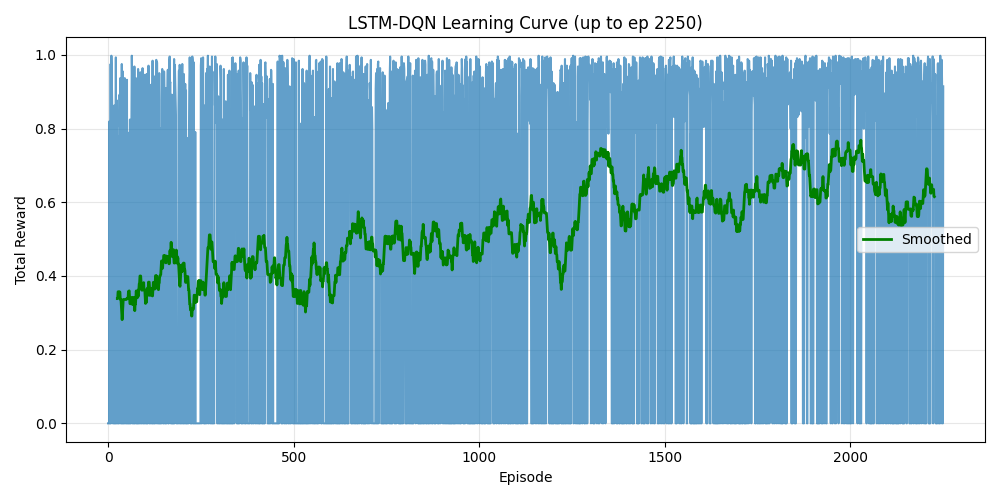 LSTM-DQN Learning Curve (up to ep 2250)
1.0
0.8
0.6
0.4
0.2
0.0
Total Reward
Smoothed
0 500 1000 1500 2000
Episode